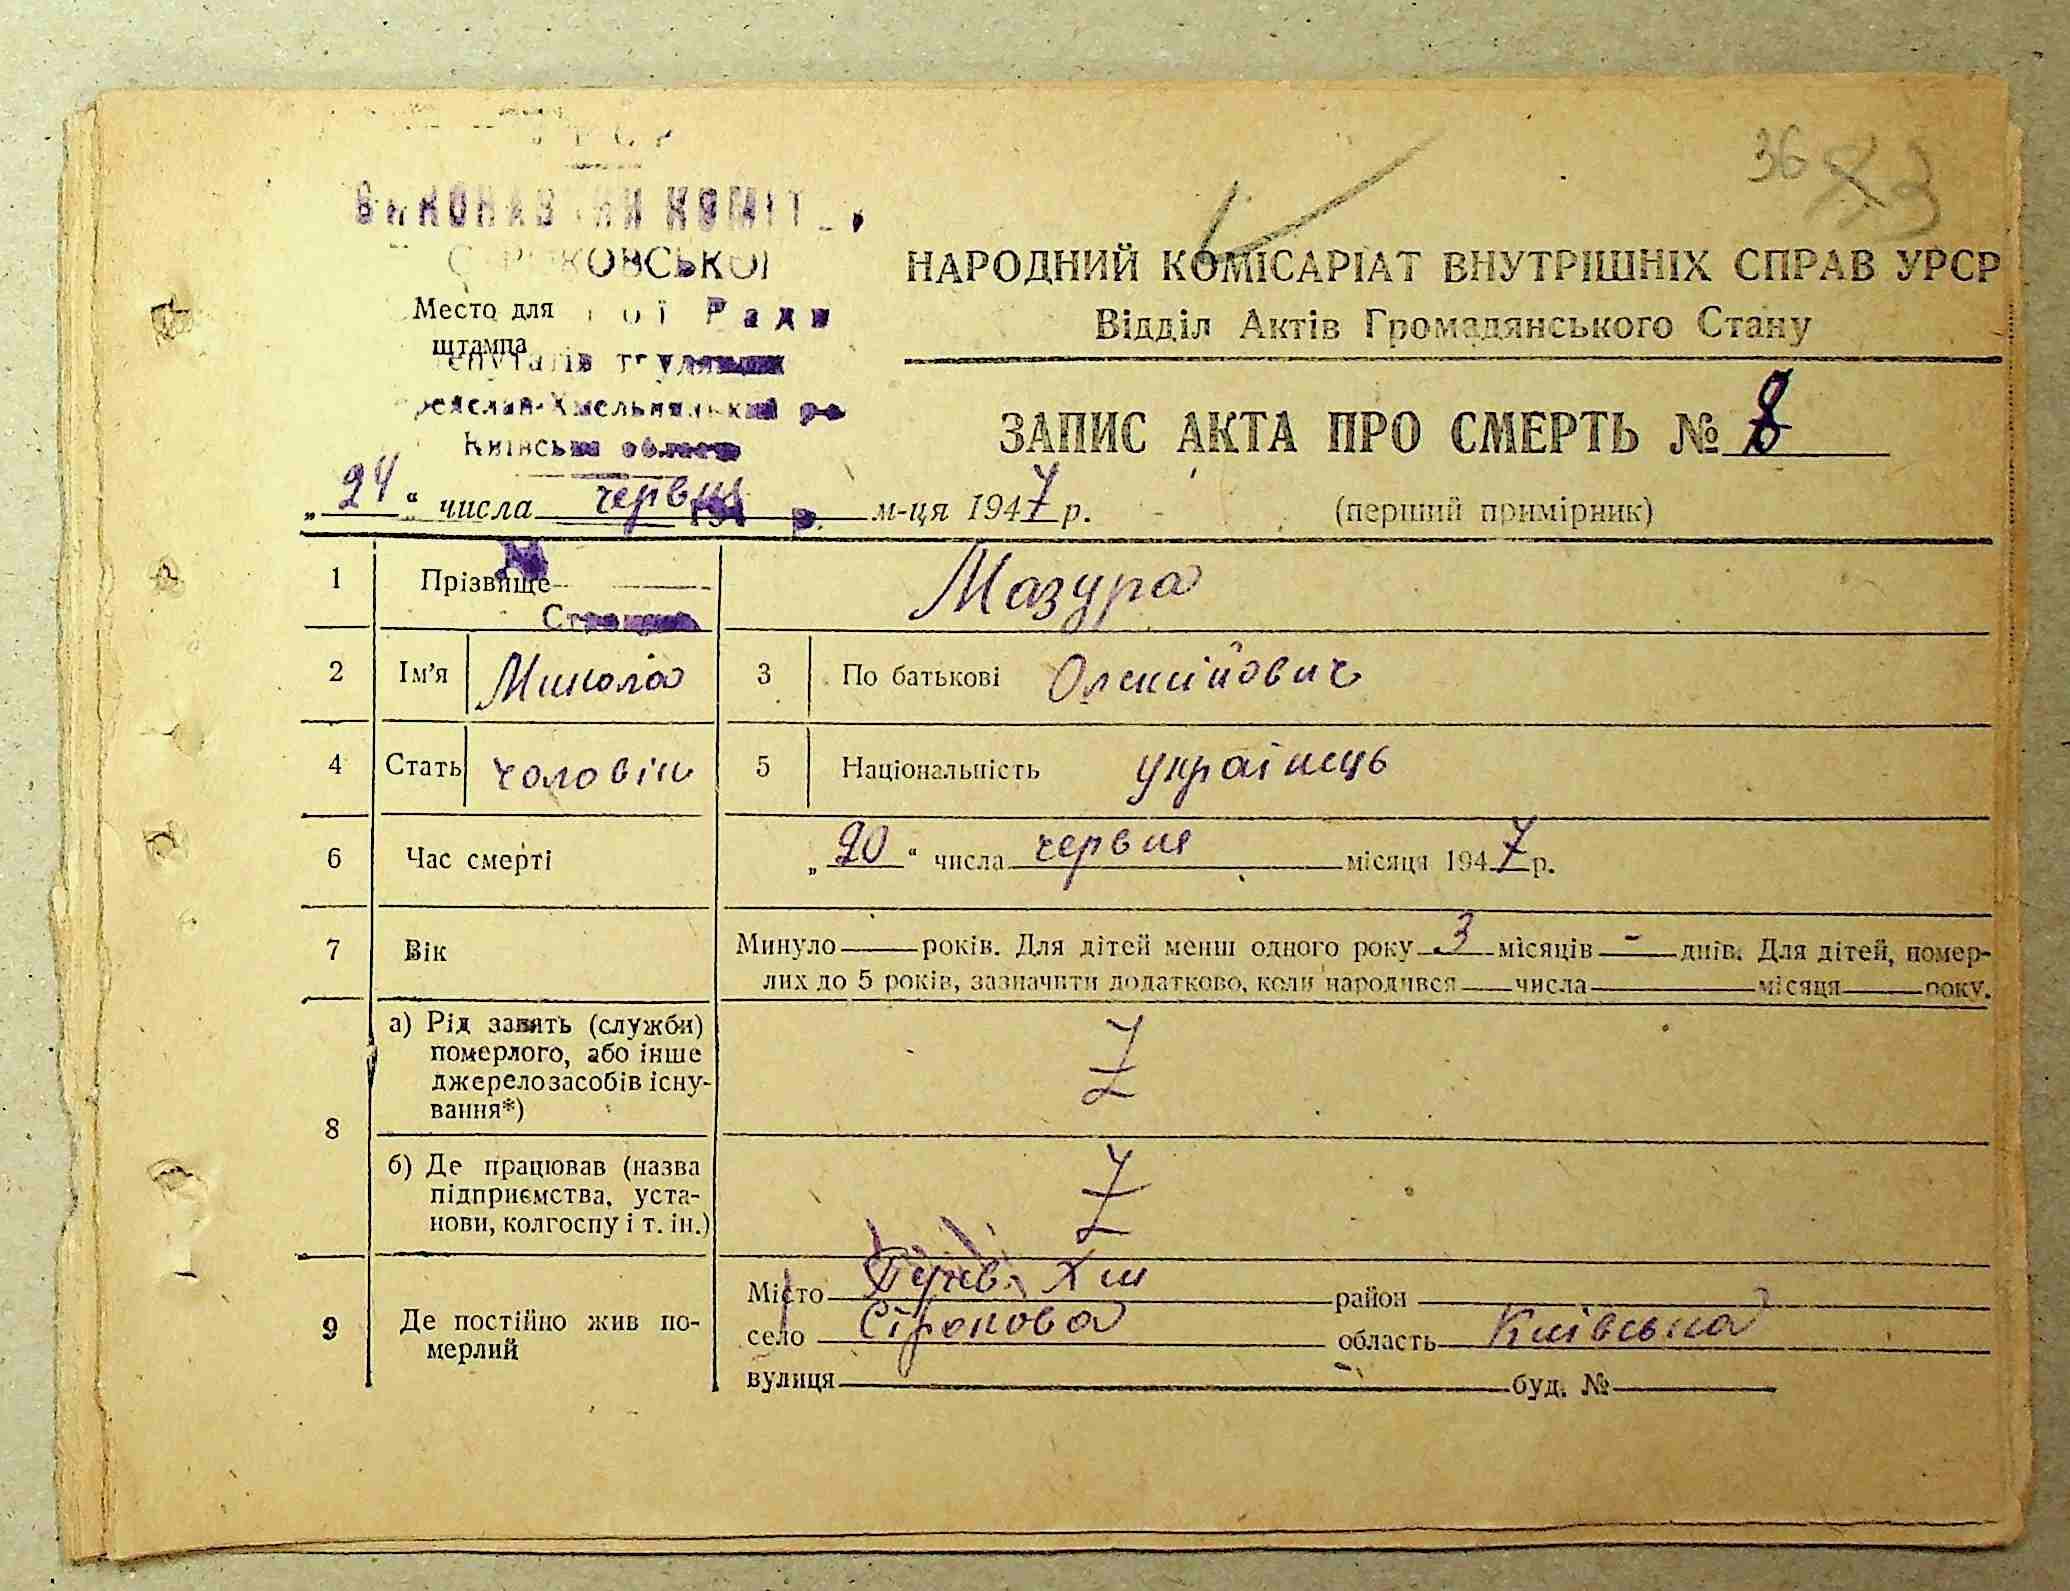 36 83
ВИКОНАВЧИЙ КОМІТ
НАРОДНИЙ КОМІСАРІАТ ВНУТРІШНІХ СПРАВ УРСР
Место для ої Ради
штампа
Відділ Актів Громадянського Стану
Київська область
ЗАПИС АКТА ПРО СМЕРТЬ № 8
„24“ числа червня м-ця 1947 р. (перший примірник)
1 Прізвище Мазура
2 Ім'я Микола 3 По батькові Олексійович
4 Стать чоловік 5 Національність українець
6 Час смерті „20“ числа червня місяця 1947 р.
7 Вік Минуло років. Для дітей менш одного року 3 місяців - днів. Для дітей, помер-
лих до 5 років, зазначити додатково, коли народився числа місяця року.
8 а) Рід занять (служби)
померлого, або інше
джерело засобів існу-
вання*)
б) Де працював (назва
підприємства, уста-
нови, колгоспу і т. ін.)
9 Де постійно жив по-
мерлий
Місто район
село Строкова область Київська
вулиця буд. №